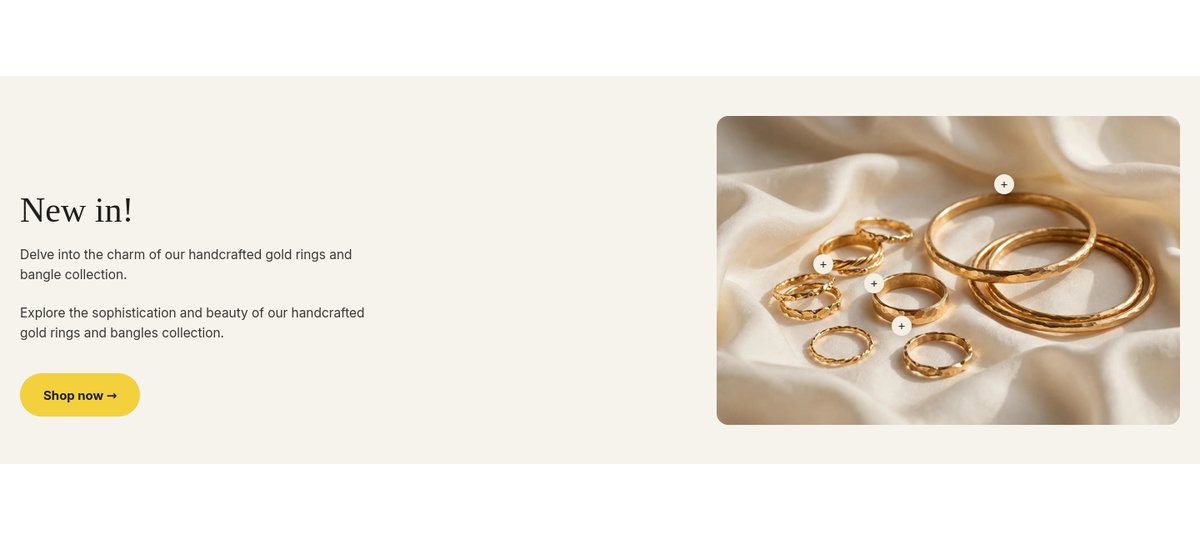 New in!
Delve into the charm of our handcrafted gold rings and
bangle collection.
Explore the sophistication and beauty of our handcrafted
gold rings and bangles collection.
Shop now →
+
+
+
+